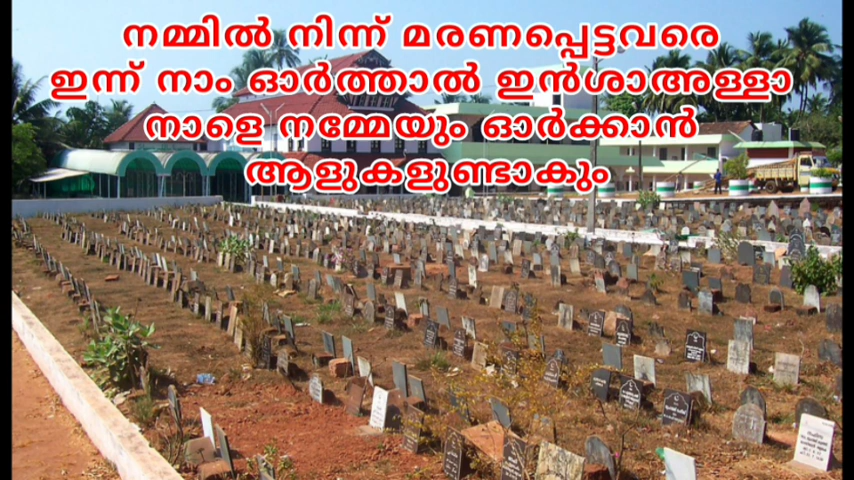 നമ്മിൽ നിന്ന് മരണപ്പെട്ടവരെ
ഇന്ന് നാം ഓർത്താൽ ഇൻശാഅള്ളാ
നാളെ നമ്മേയും ഓർക്കാൻ
ആളുകളുണ്ടാകും